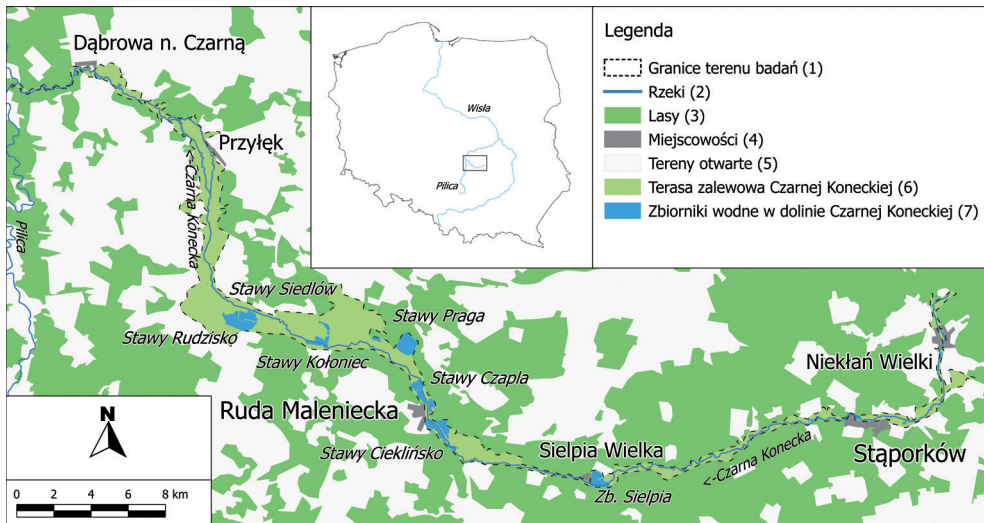 Dąbrowa n. Czarną
Przyłęk
<-Czarna Konecka
Pilica
Stawy Siedlów
Stawy Rudzisko
Stawy Praga
Stawy Kołoniec
Stawy Czapla
Ruda Maleniecka
Stawy Cieklińsko
Sielpia Wielka
Zb. Sielpia
<-Czarna Konecka
Niekłań Wielki
Stąporków
Wisła
Pilica
Legenda
Granice terenu badań (1)
Rzeki (2)
Lasy (3)
Miejscowości (4)
Tereny otwarte (5)
Terasa zalewowa Czarnej Koneckiej (6)
Zbiorniki wodne w dolinie Czarnej Koneckiej (7)
N
0 2 4 6 8 km